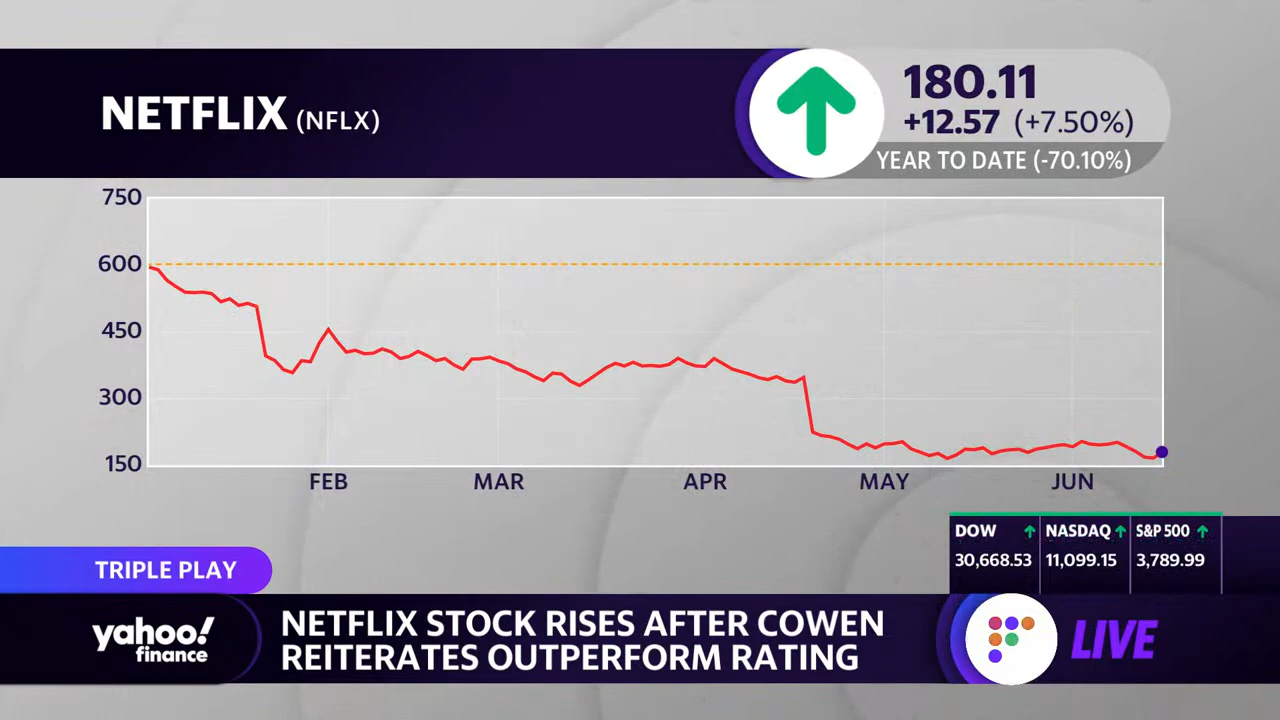 NETFLIX (NFLX)
180.11
+12.57 (+7.50%)
YEAR TO DATE (-70.10%)
750
600
450
300
150
FEB MAR APR MAY JUN
DOW NASDAQ S&P 500
30,668.53 11,099.15 3,789.99
TRIPLE PLAY
yahoo!
finance
NETFLIX STOCK RISES AFTER COWEN
REITERATES OUTPERFORM RATING
LIVE